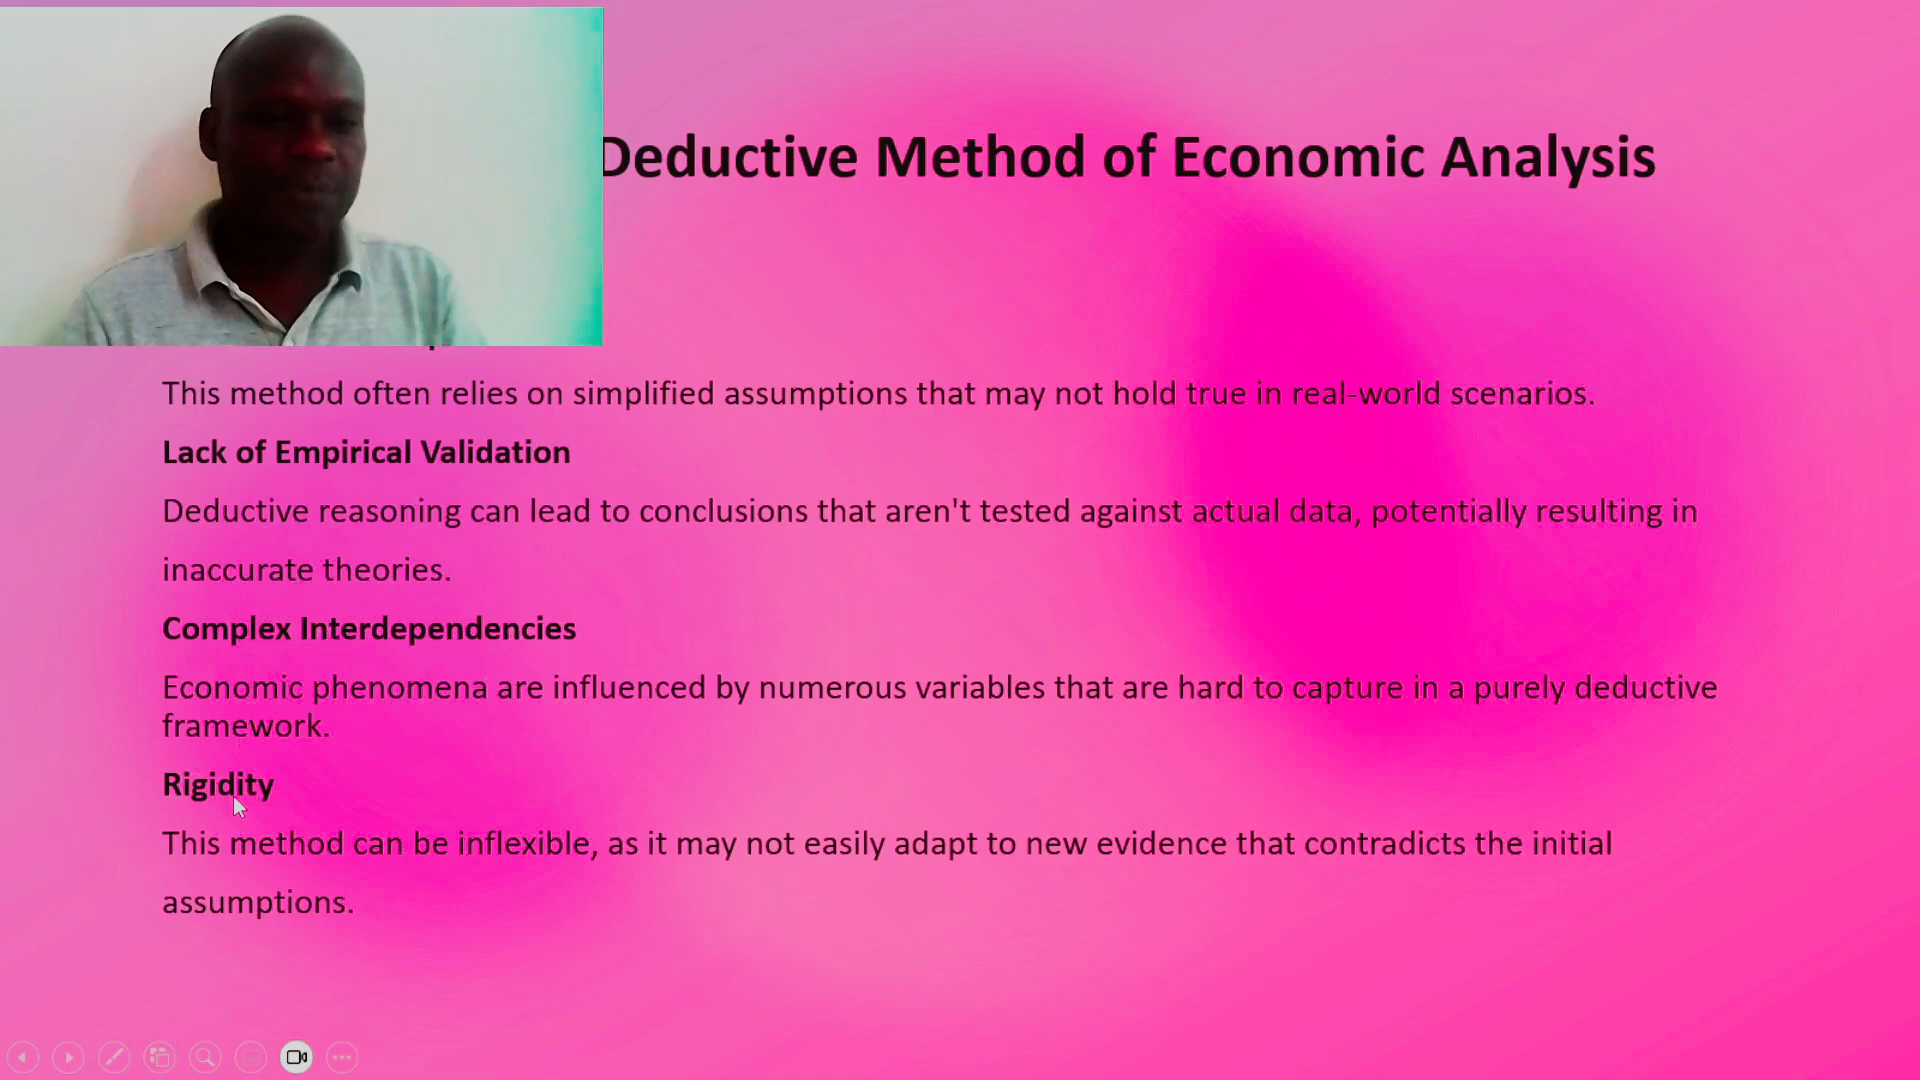 Deductive Method of Economic Analysis
This method often relies on simplified assumptions that may not hold true in real-world scenarios.
Lack of Empirical Validation
Deductive reasoning can lead to conclusions that aren't tested against actual data, potentially resulting in
inaccurate theories.
Complex Interdependencies
Economic phenomena are influenced by numerous variables that are hard to capture in a purely deductive
framework.
Rigidity
This method can be inflexible, as it may not easily adapt to new evidence that contradicts the initial
assumptions.